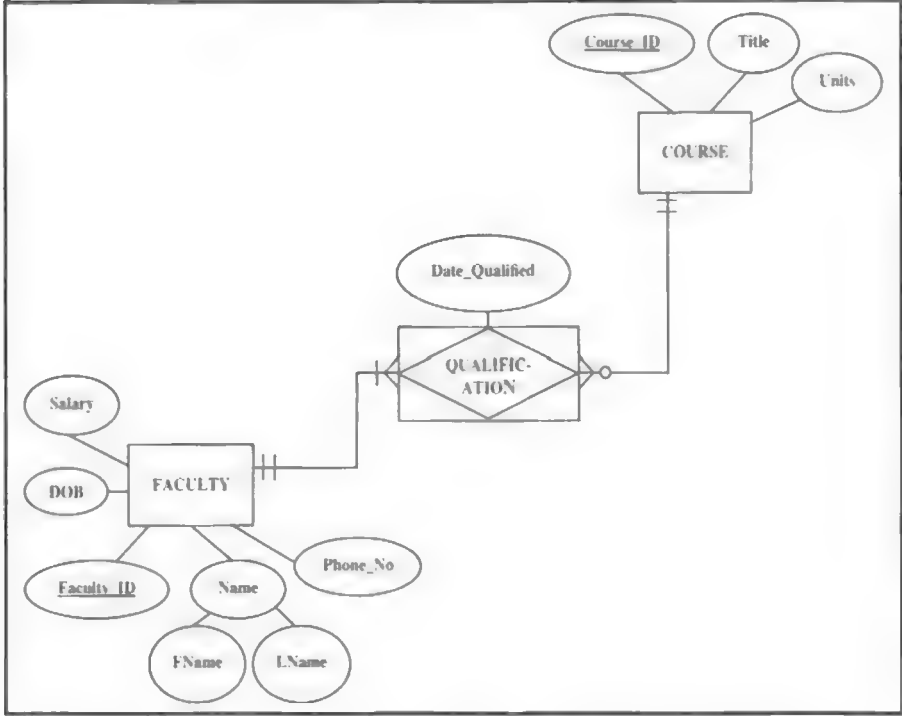 Course_ID
Title
Units
COURSE
Date_Qualified
QUALIFIC-
ATION
Salary
FACULTY
DOB
Phone_No
Faculty_ID
Name
FName
LName